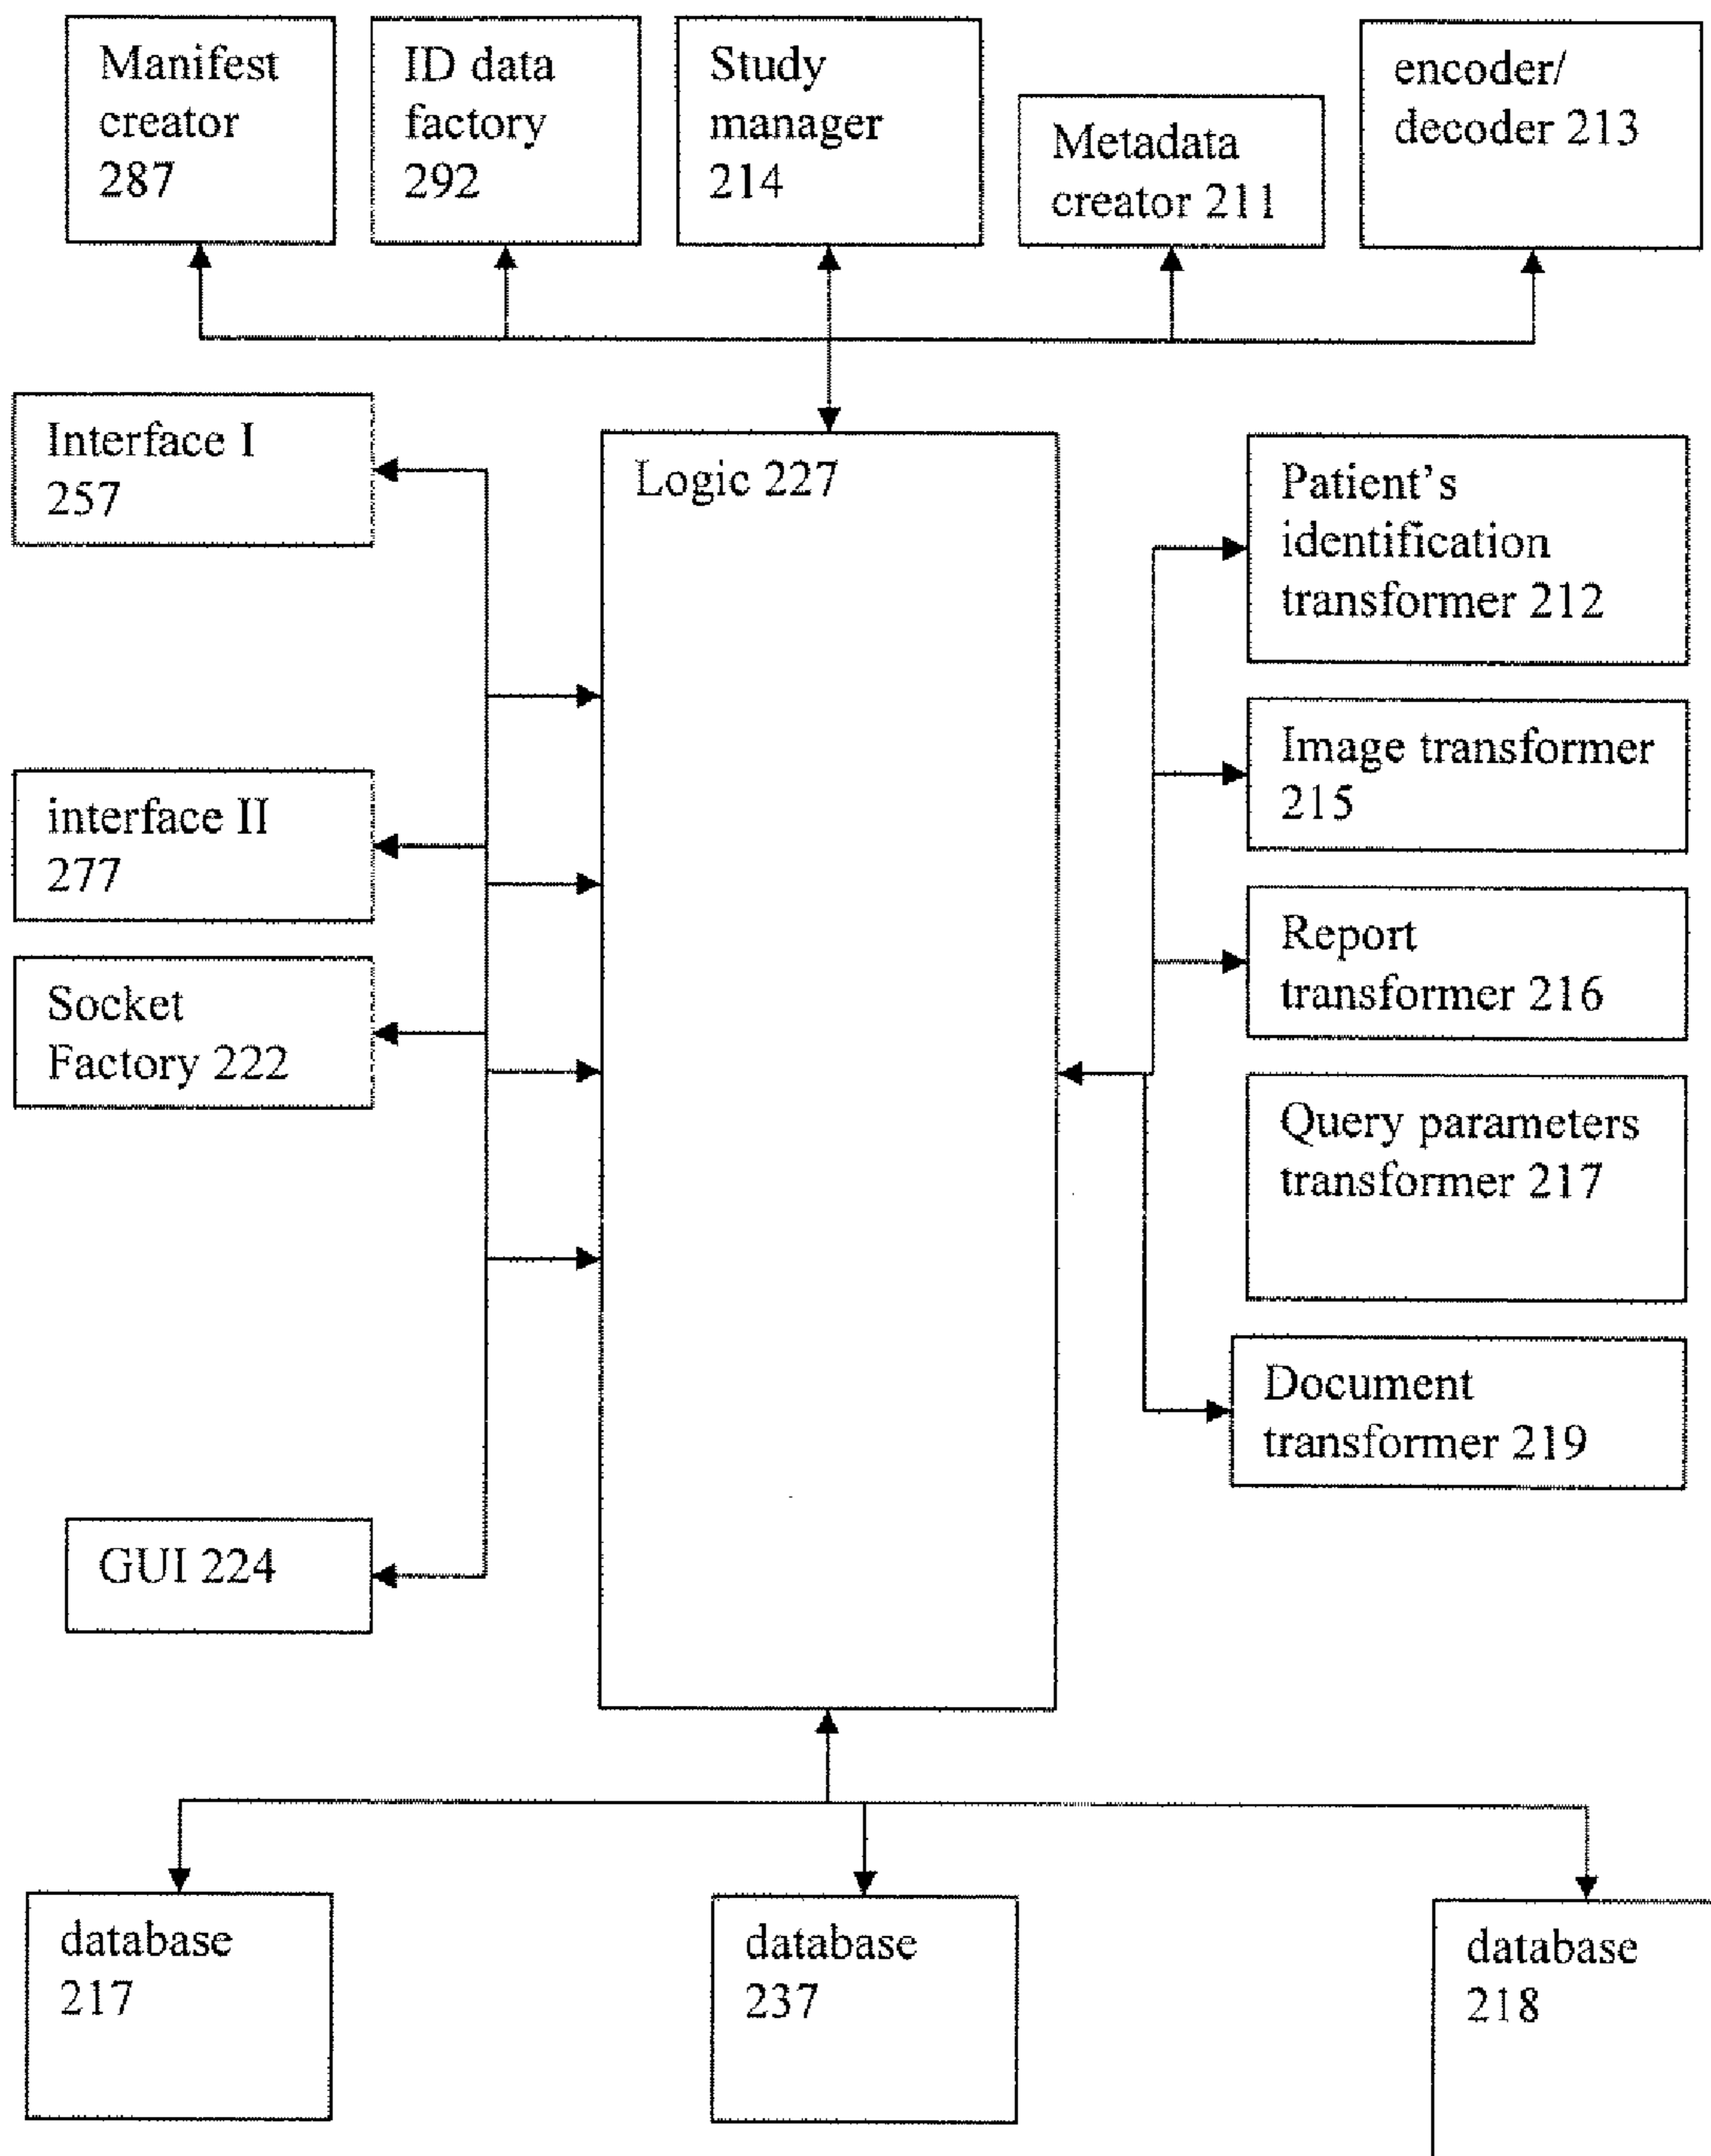 Manifest
creator
287
ID data
factory
292
Study
manager
214
Metadata
creator 211
encoder/
decoder 213
Interface I
257
Logic 227
Patient's
identification
transformer 212
Image transformer
215
interface II
277
Report
transformer 216
Socket
Factory 222
Query parameters
transformer 217
Document
transformer 219
GUI 224
database
217
database
237
database
218